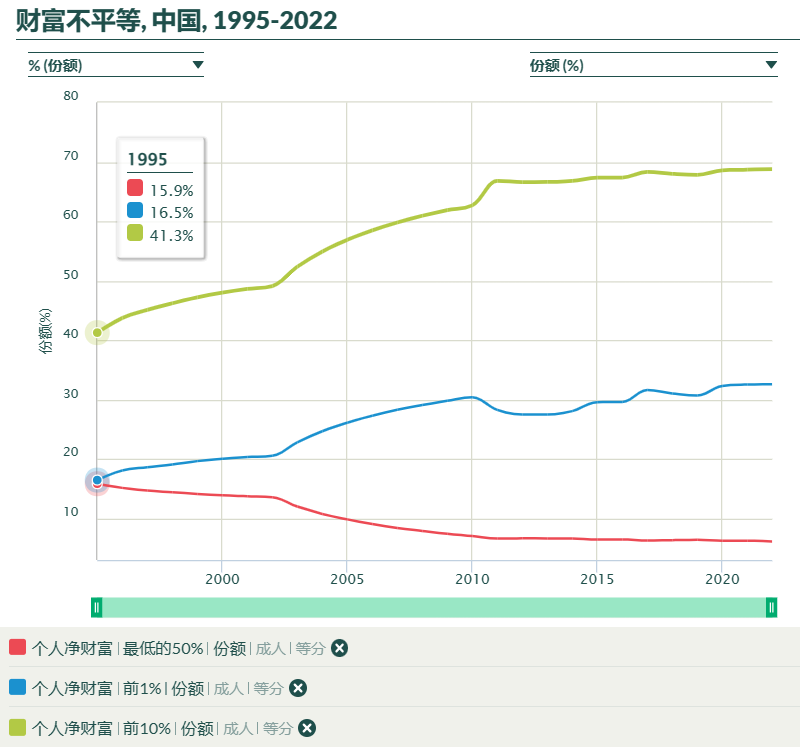 财富不平等, 中国, 1995-2022
% (份额)
份额 (%)
80
70
60
50
40
30
20
10
份额(%)
1995
15.9%
16.5%
41.3%
2000 2005 2010 2015 2020
个人净财富 | 最低的50% | 份额 | 成人 | 等分
个人净财富 | 前1% | 份额 | 成人 | 等分
个人净财富 | 前10% | 份额 | 成人 | 等分